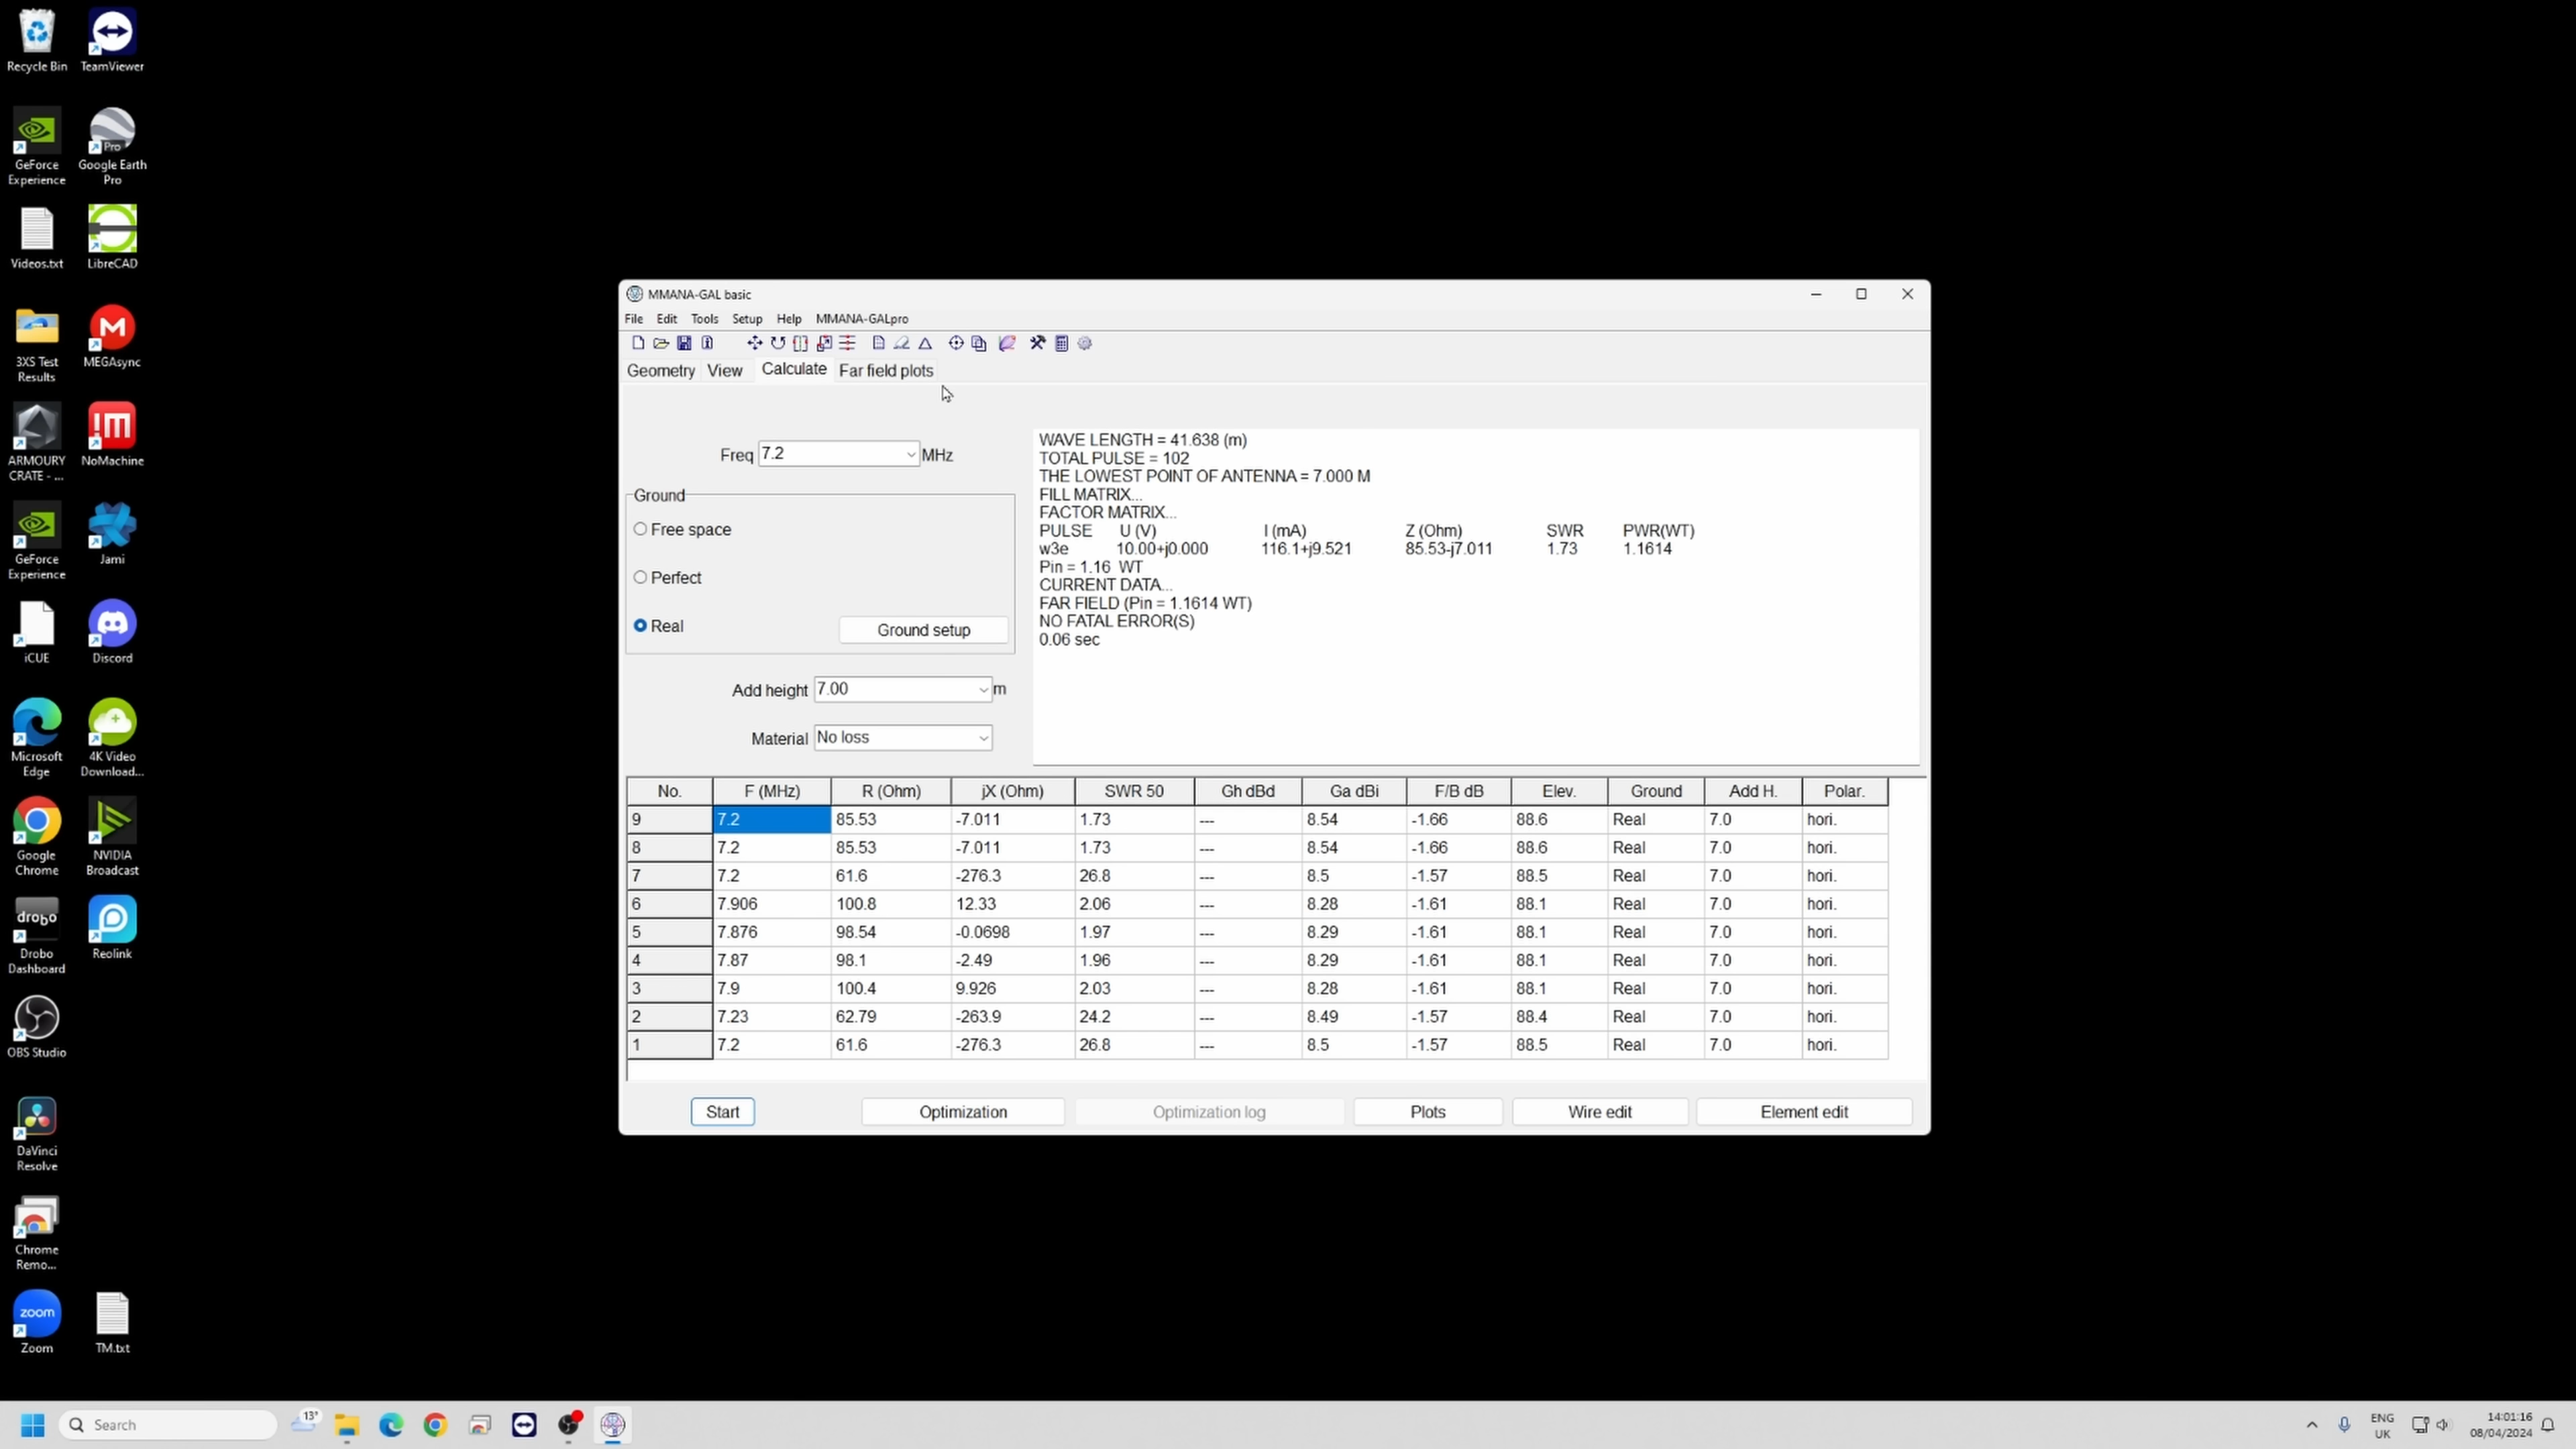 Recycle Bin
TeamViewer
GeForce
Experience
Pro
Google Earth
Pro
Videos.txt
LibreCAD
3XS Test
Results
MEGAsync
ARMOURY
CRATE - ...
NoMachine
GeForce
Experience
Jami
iCUE
Discord
Microsoft
Edge
4K Video
Download...
Google
Chrome
NVIDIA
Broadcast
drobo
Drobo
Dashboard
Reolink
OBS Studio
DaVinci
Resolve
Chrome
Remo...
zoom
Zoom
TM.txt
MMANA-GAL basic
File Edit Tools Setup Help MMANA-GALpro
Geometry View Calculate Far field plots
Freq 7.2 MHz
Ground
Free space
Perfect
Real
Ground setup
Add height 7.00 m
Material No loss
WAVE LENGTH = 41.638 (m)
TOTAL PULSE = 102
THE LOWEST POINT OF ANTENNA = 7.000 M
FILL MATRIX...
FACTOR MATRIX...
PULSE U (V) I (mA) Z (Ohm) SWR PWR(WT)
w3e 10.00+j0.000 116.1+j9.521 85.53-j7.011 1.73 1.1614
Pin = 1.16 WT
CURRENT DATA...
FAR FIELD (Pin = 1.1614 WT)
NO FATAL ERROR(S)
0.06 sec
No. F (MHz) R (Ohm) jX (Ohm) SWR 50 Gh dBd Ga dBi F/B dB Elev. Ground Add H. Polar.
9 7.2 85.53 -7.011 1.73 --- 8.54 -1.66 88.6 Real 7.0 hori.
8 7.2 85.53 -7.011 1.73 --- 8.54 -1.66 88.6 Real 7.0 hori.
7 7.2 61.6 -276.3 26.8 --- 8.5 -1.57 88.5 Real 7.0 hori.
6 7.906 100.8 12.33 2.06 --- 8.28 -1.61 88.1 Real 7.0 hori.
5 7.876 98.54 -0.0698 1.97 --- 8.29 -1.61 88.1 Real 7.0 hori.
4 7.87 98.1 -2.49 1.96 --- 8.29 -1.61 88.1 Real 7.0 hori.
3 7.9 100.4 9.926 2.03 --- 8.28 -1.61 88.1 Real 7.0 hori.
2 7.23 62.79 -263.9 24.2 --- 8.49 -1.57 88.4 Real 7.0 hori.
1 7.2 61.6 -276.3 26.8 --- 8.5 -1.57 88.5 Real 7.0 hori.
Start Optimization Optimization log Plots Wire edit Element edit
Search
13°
ENG
UK
14:01:16
08/04/2024